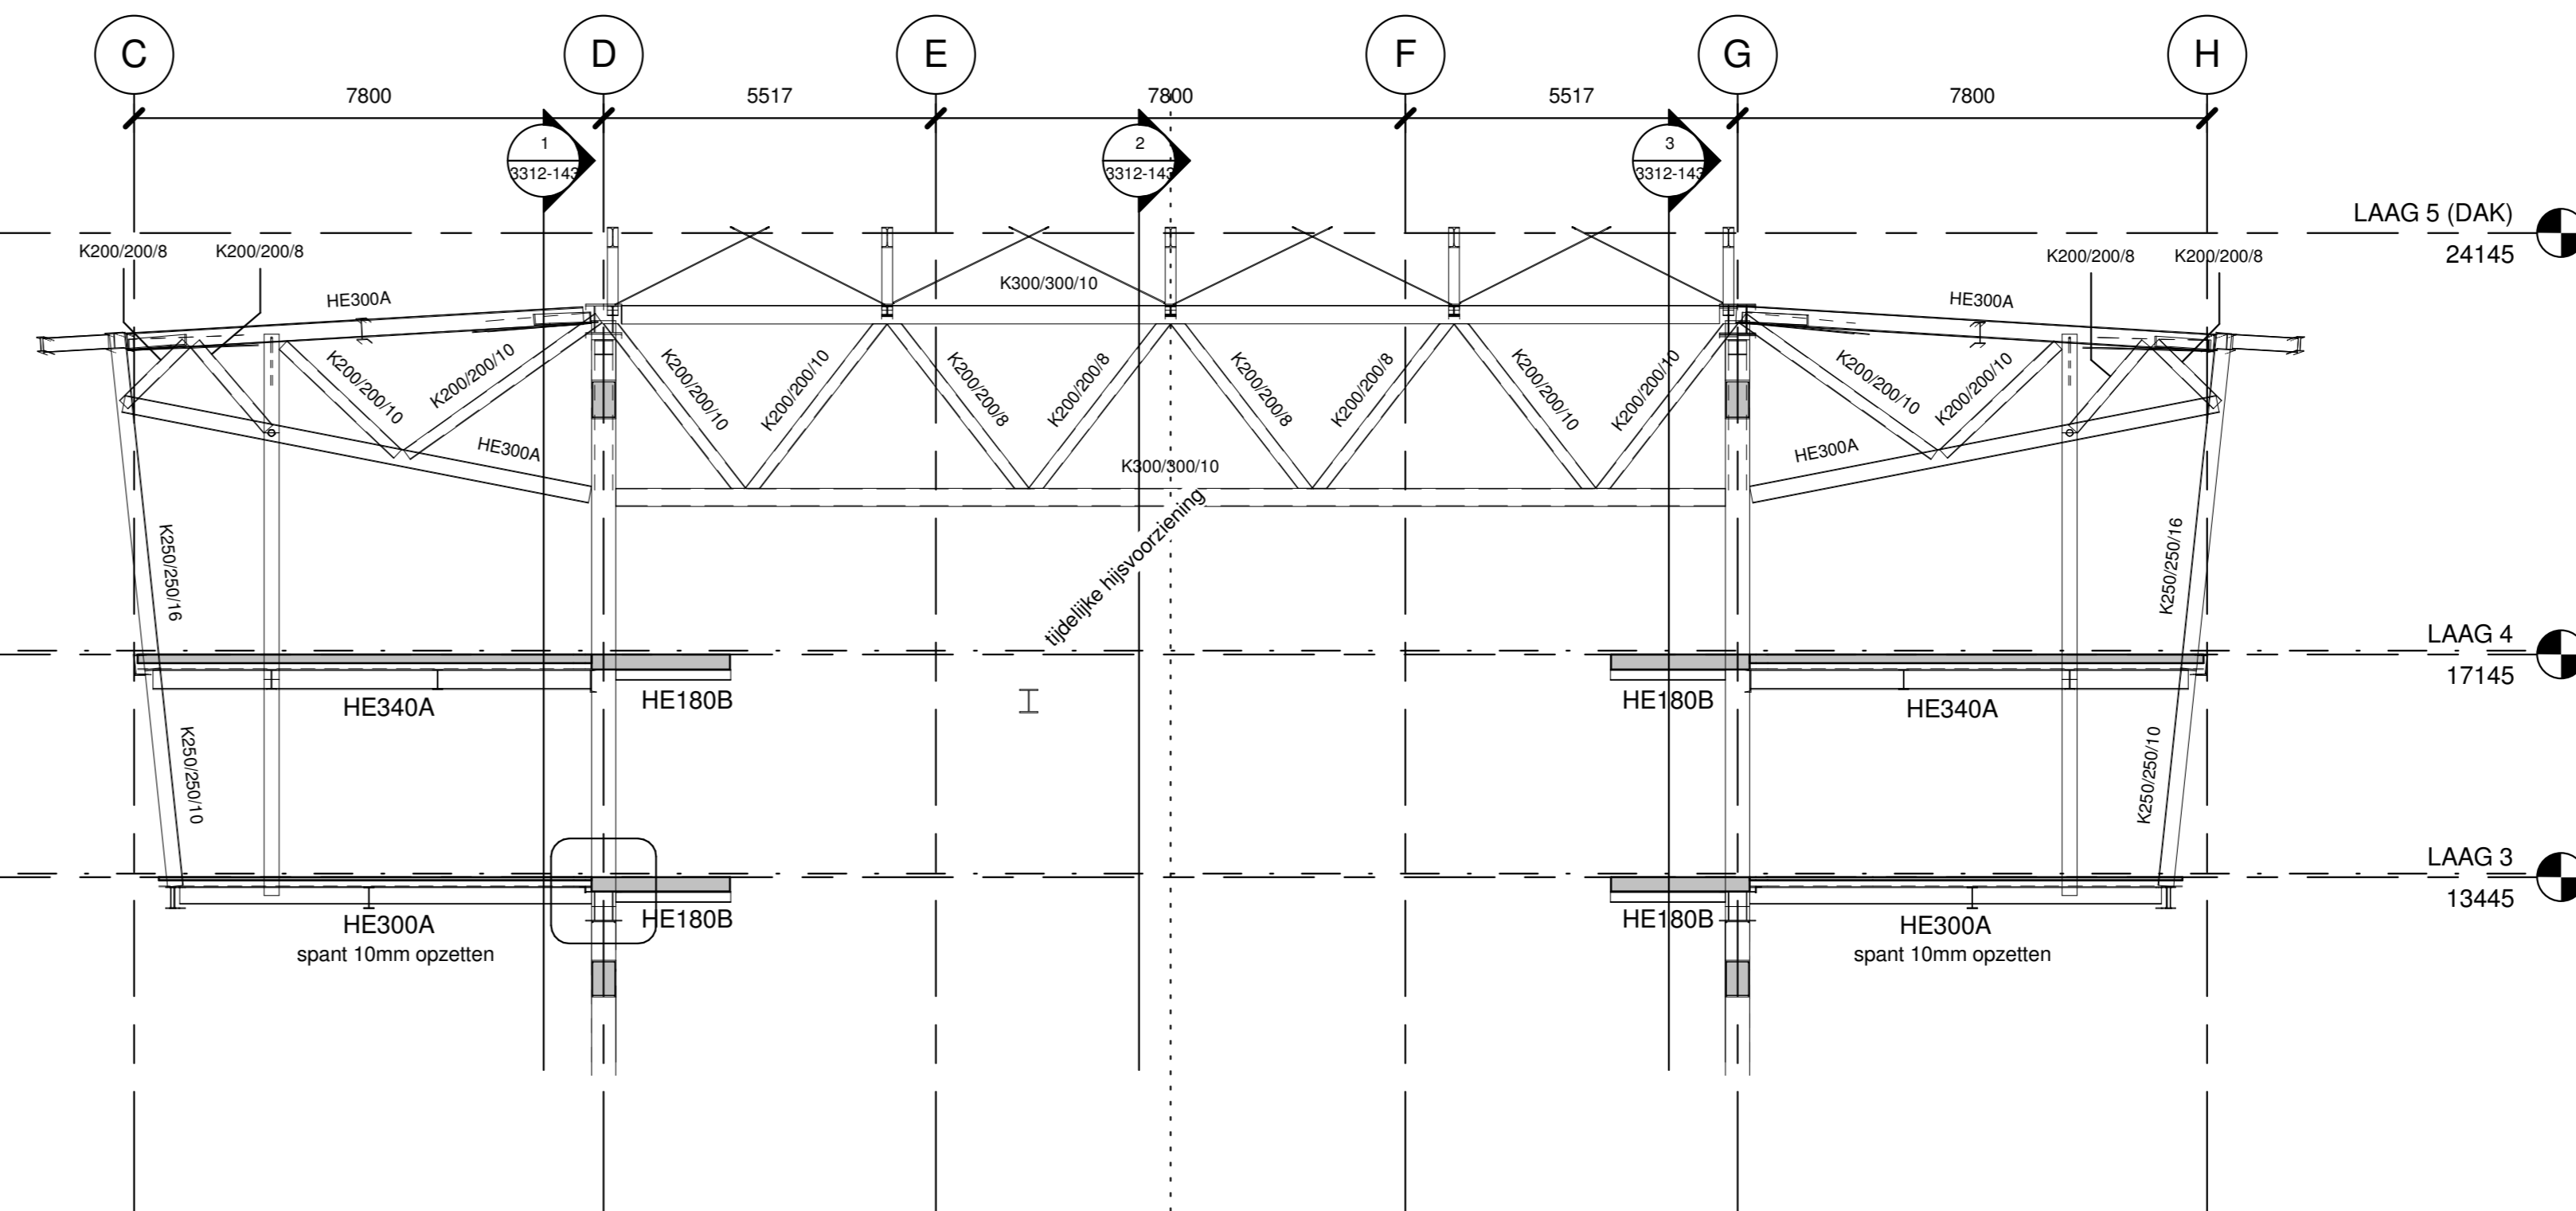 C
D
E
F
G
H
7800
5517
7800
5517
7800
1
3312-143
2
3312-143
3
3312-143
LAAG 5 (DAK)
24145
K200/200/8
K200/200/8
K200/200/8
K200/200/8
HE300A
K300/300/10
HE300A
K200/200/10
K200/200/10
K200/200/10
K200/200/10
K200/200/8
K200/200/8
K200/200/8
K200/200/8
K200/200/10
K200/200/10
K200/200/10
K200/200/10
HE300A
K300/300/10
HE300A
tijdelijke hijsvoorziening
K250/250/16
K250/250/16
LAAG 4
17145
HE340A
HE180B
HE180B
HE340A
K250/250/10
K250/250/10
LAAG 3
13445
HE300A
HE180B
HE180B
HE300A
spant 10mm opzetten
spant 10mm opzetten